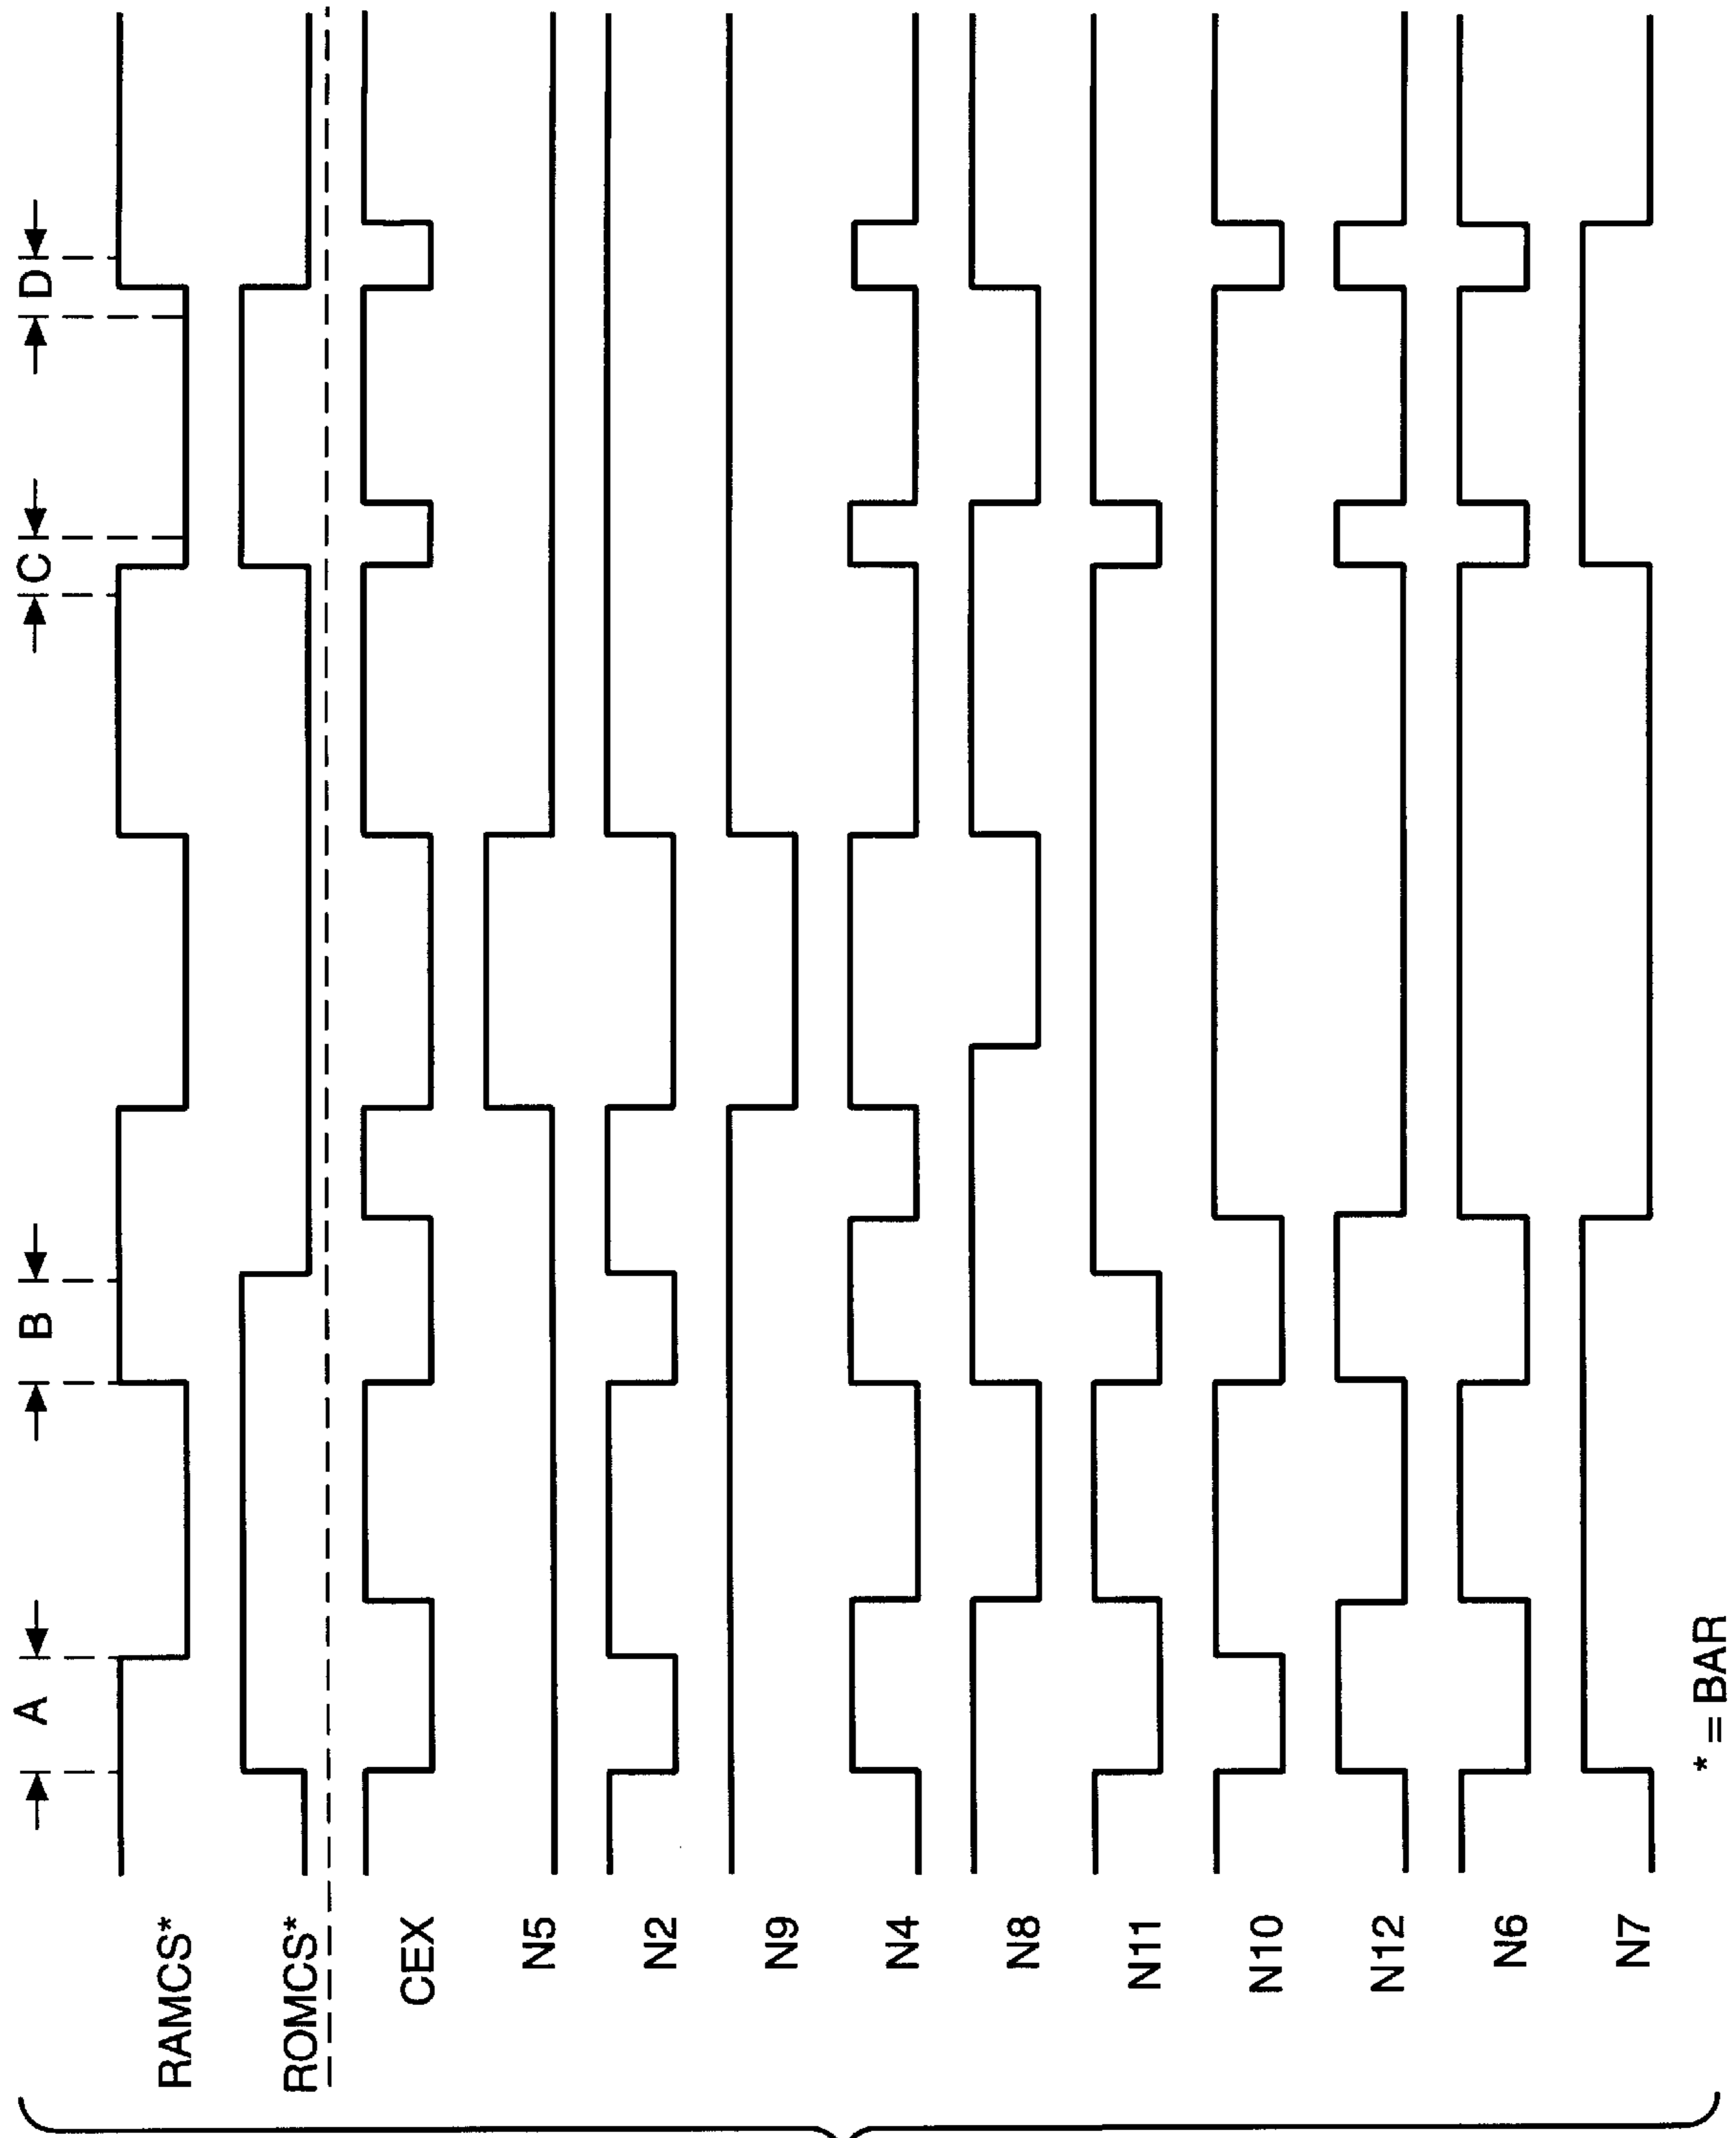 A
B
C
D
RAMCS*
ROMCS*
CEX
N5
N2
N9
N4
N8
N11
N10
N12
N6
N7
* = BAR